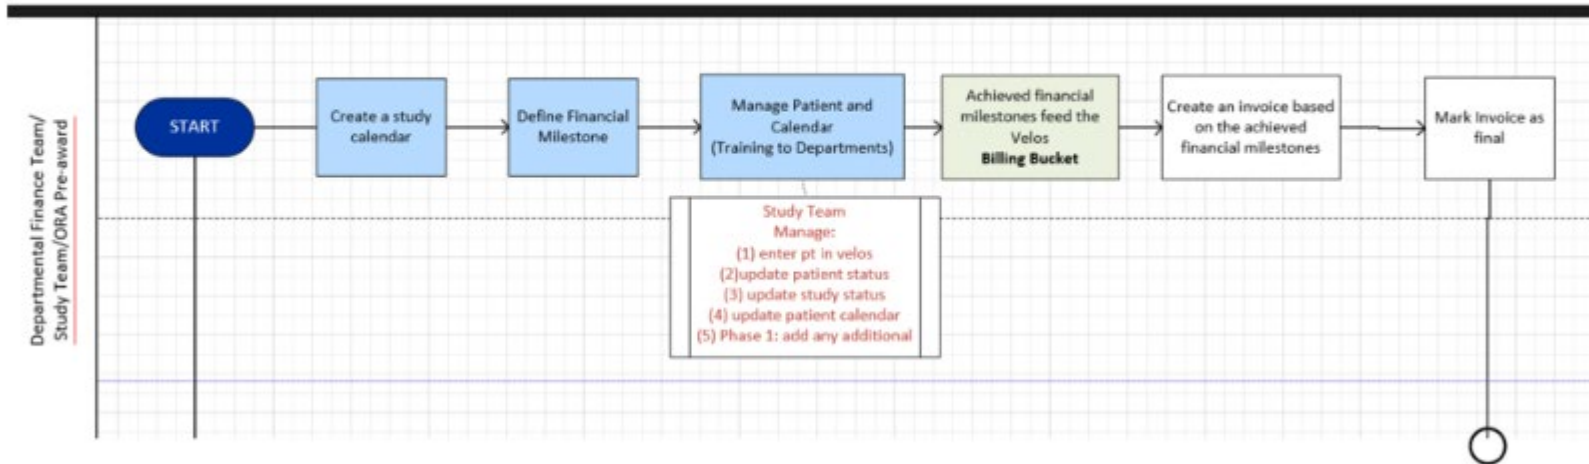 Departmental Finance Team/
Study Team/ORA Pre-award
START
Create a study
calendar
Define Financial
Milestone
Manage Patient and
Calendar
(Training to Departments)
Achieved financial
milestones feed the
Velos
Billing Bucket
Create an invoice based
on the achieved
financial milestones
Mark Invoice as
final
Study Team
Manage:
(1) enter pt in velos
(2)update patient status
(3) update study status
(4) update patient calendar
(5) Phase 1: add any additional